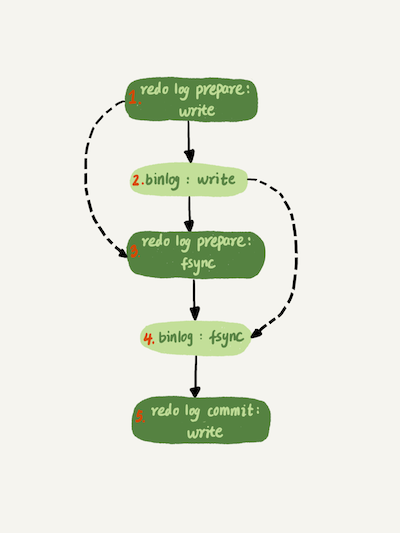 1. redo log prepare:
write
2. binlog : write
3. redo log prepare:
fsync
4. binlog : fsync
5. redo log commit:
write